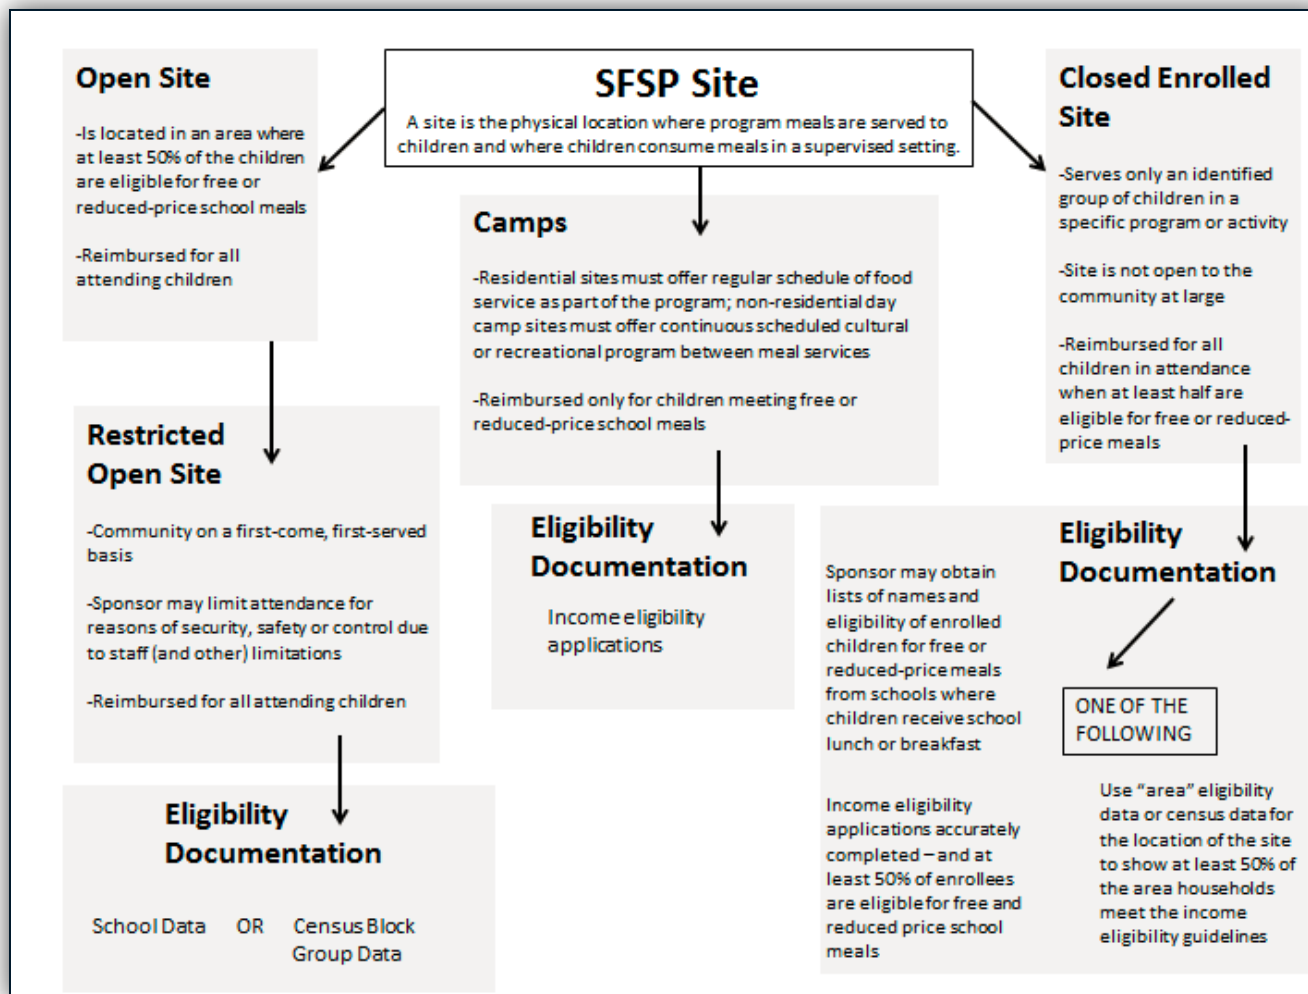 SFSP Site
A site is the physical location where program meals are served to
children and where children consume meals in a supervised setting.
Open Site
-Is located in an area where
at least 50% of the children
are eligible for free or
reduced-price school meals
-Reimbursed for all
attending children
Restricted
Open Site
-Community on a first-come, first-served
basis
-Sponsor may limit attendance for
reasons of security, safety or control due
to staff (and other) limitations
-Reimbursed for all attending children
Eligibility
Documentation
School Data OR Census Block
Group Data
Camps
-Residential sites must offer regular schedule of food
service as part of the program; non-residential day
camp sites must offer continuous scheduled cultural
or recreational program between meal services
-Reimbursed only for children meeting free or
reduced-price school meals
Eligibility
Documentation
Income eligibility
applications
Closed Enrolled
Site
-Serves only an identified
group of children in a
specific program or activity
-Site is not open to the
community at large
-Reimbursed for all
children in attendance
when at least half are
eligible for free or reduced-
price meals
Eligibility
Documentation
ONE OF THE
FOLLOWING
Sponsor may obtain
lists of names and
eligibility of enrolled
children for free or
reduced-price meals
from schools where
children receive school
lunch or breakfast
Income eligibility
applications accurately
completed – and at
least 50% of enrollees
are eligible for free and
reduced price school
meals
Use “area” eligibility
data or census data for
the location of the site
to show at least 50% of
the area households
meet the income
eligibility guidelines